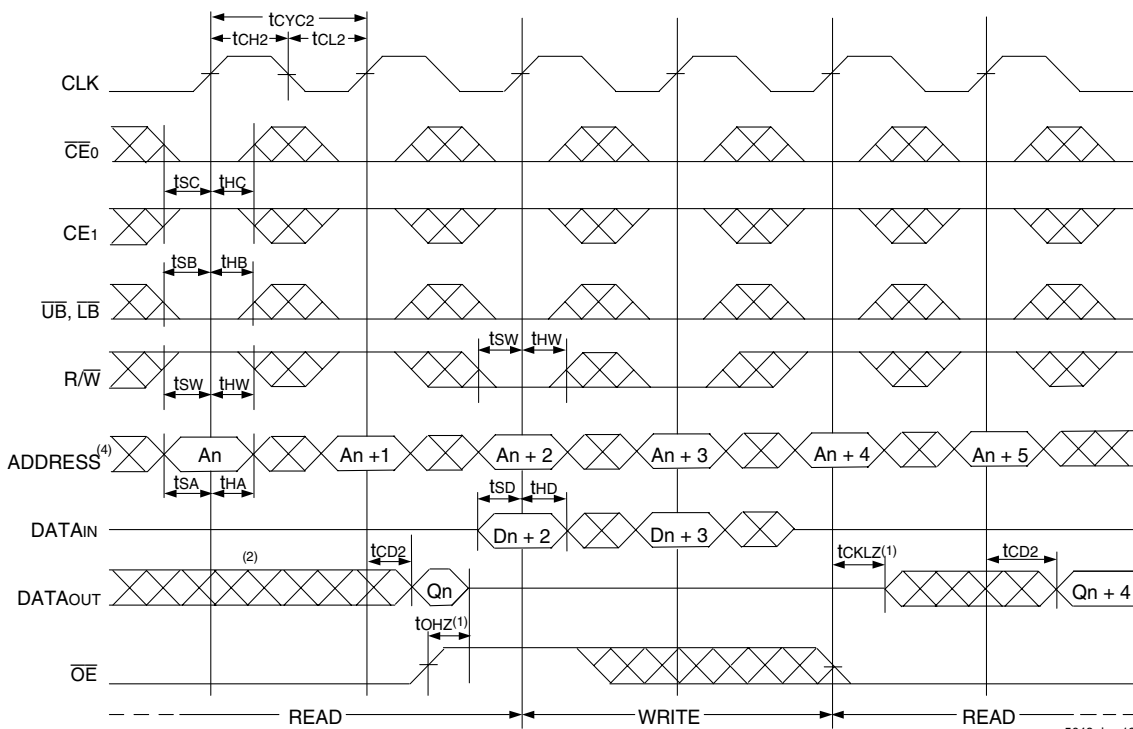 tCYC2
tCH2 tCL2
CLK
CE0
tSC tHC
CE1
tSB tHB
UB, LB
tSW tHW
R/W
tSW tHW
ADDRESS(4) An An + 1 An + 2 An + 3 An + 4 An + 5
tSA tHA tSD tHD
DATAIN Dn + 2 Dn + 3
(2) tCD2 tCKLZ(1) tCD2
DATAOUT Qn Qn + 4
tOHZ(1)
OE
READ WRITE READ